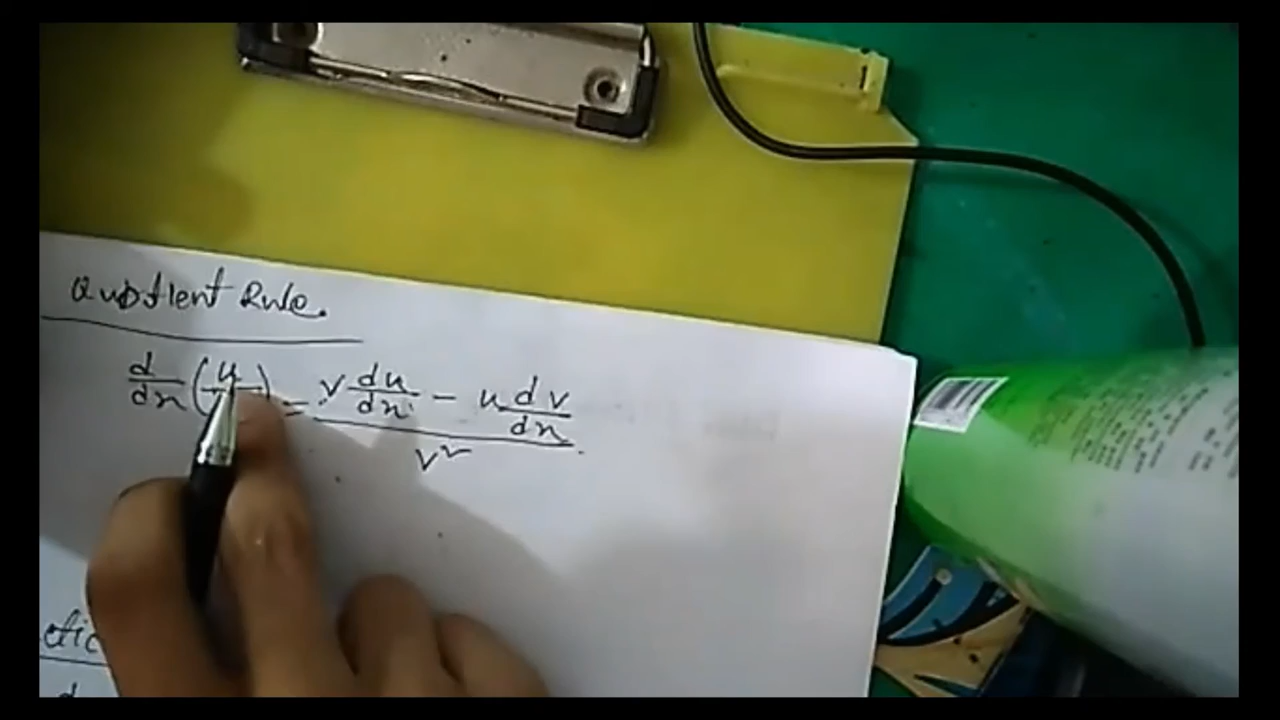 Quotient Rule.
d/dx (u/ = v du/dx - u dv/dx / v²